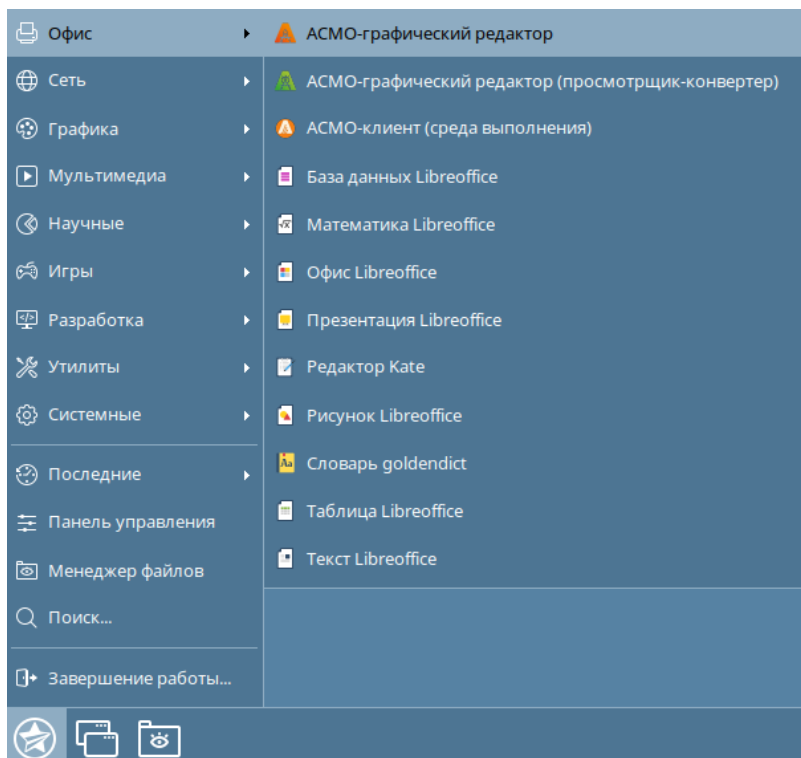 Офис
Сеть
Графика
Мультимедиа
Научные
Игры
Разработка
Утилиты
Системные
Последние
Панель управления
Менеджер файлов
Поиск...
Завершение работы...
АСМО-графический редактор
АСМО-графический редактор (просмотрщик-конвертер)
АСМО-клиент (среда выполнения)
База данных Libreoffice
Математика Libreoffice
Офис Libreoffice
Презентация Libreoffice
Редактор Kate
Рисунок Libreoffice
Словарь goldendict
Таблица Libreoffice
Текст Libreoffice